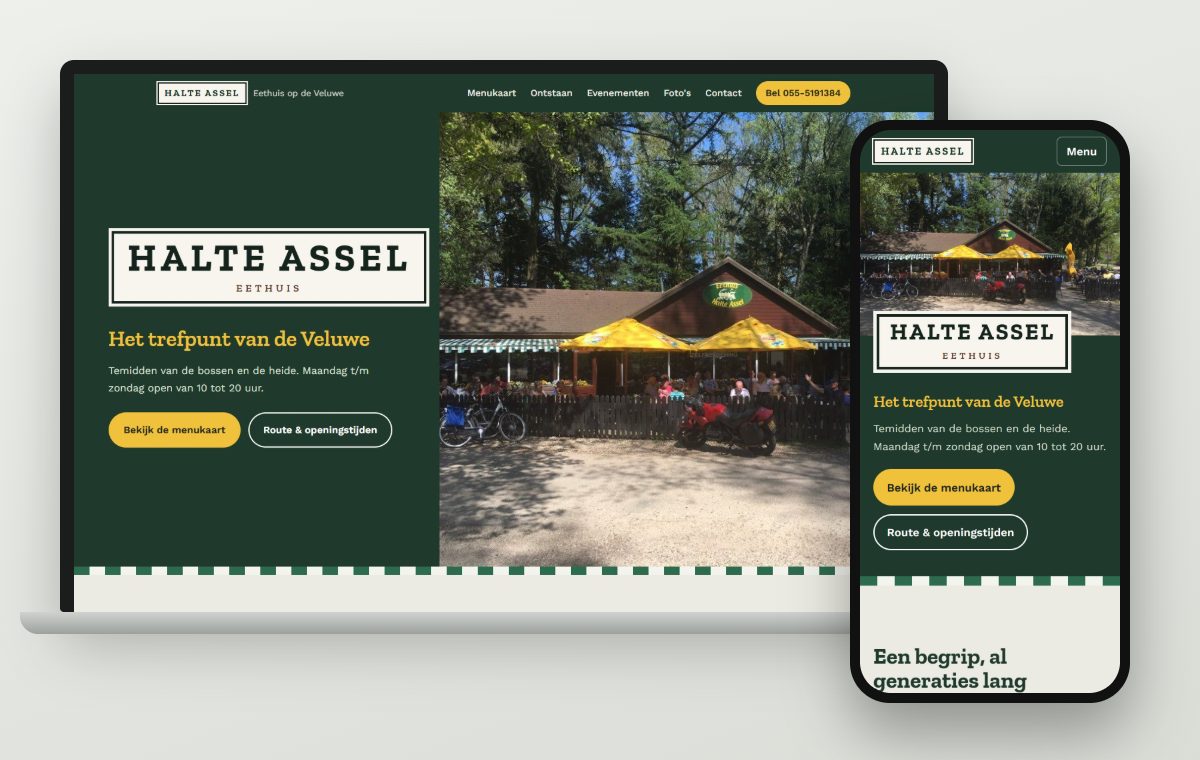 HALTE ASSEL Eethuis op de Veluwe
Menukaart Ontstaan Evenementen Foto's Contact Bel 055-5191384
HALTE ASSEL
EETHUIS
Het trefpunt van de Veluwe
Temidden van de bossen en de heide. Maandag t/m
zondag open van 10 tot 20 uur.
Bekijk de menukaart Route & openingstijden
Halte Assel
HALTE ASSEL Menu
HALTE ASSEL
EETHUIS
Het trefpunt van de Veluwe
Temidden van de bossen en de heide.
Maandag t/m zondag open van 10 tot 20 uur.
Bekijk de menukaart
Route & openingstijden
Een begrip, al
generaties lang